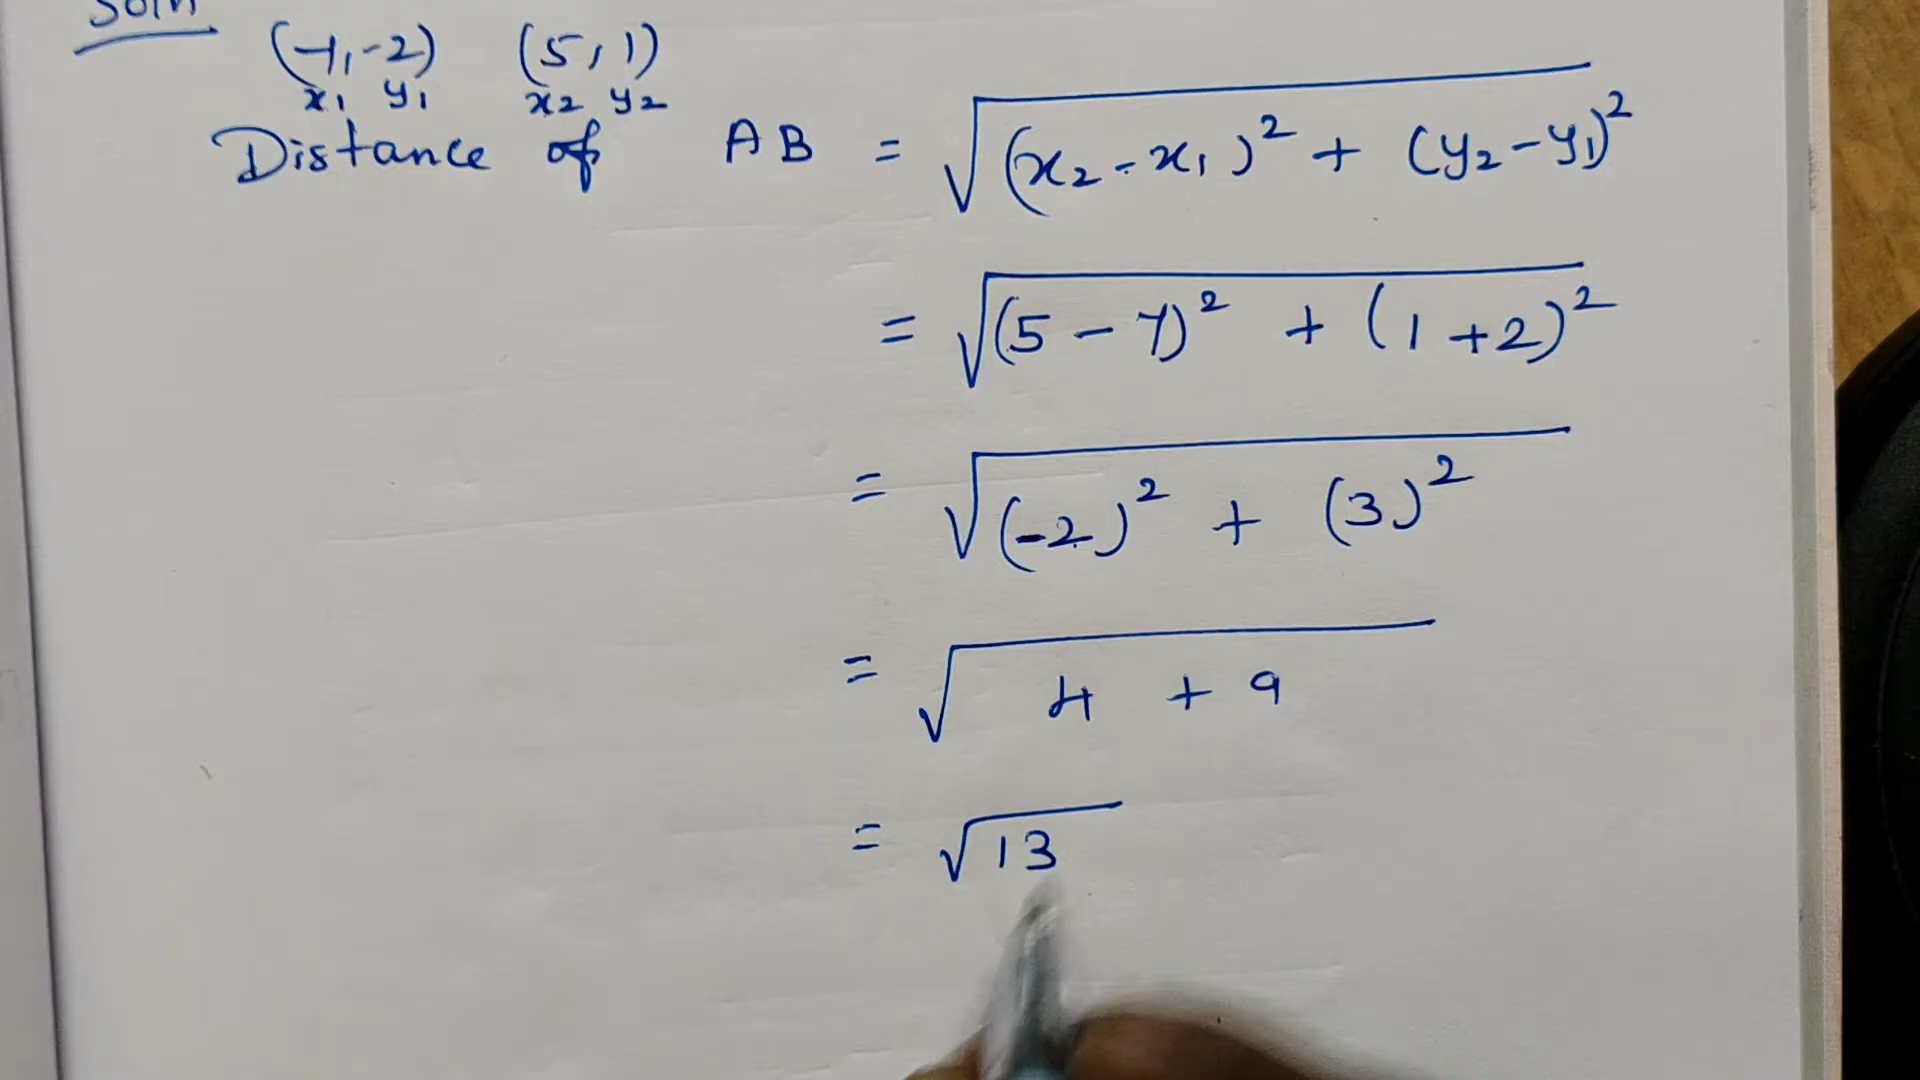 Soln
(7, -2) (5, 1)
x₁ y₁ x₂ y₂
Distance of AB = √(x₂ - x₁)² + (y₂ - y₁)²
= √(5 - 7)² + (1 + 2)²
= √(-2)² + (3)²
= √4 + 9
= √13